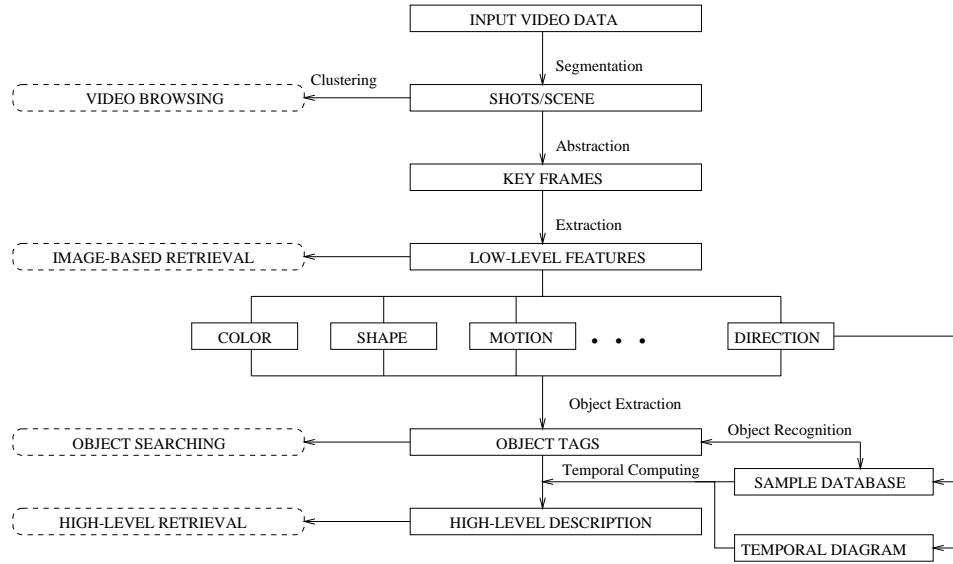 INPUT VIDEO DATA
Segmentation
Clustering
VIDEO BROWSING
SHOTS/SCENE
Abstraction
KEY FRAMES
Extraction
IMAGE-BASED RETRIEVAL
LOW-LEVEL FEATURES
COLOR
SHAPE
MOTION
• • •
DIRECTION
Object Extraction
OBJECT SEARCHING
OBJECT TAGS
Object Recognition
Temporal Computing
SAMPLE DATABASE
HIGH-LEVEL RETRIEVAL
HIGH-LEVEL DESCRIPTION
TEMPORAL DIAGRAM